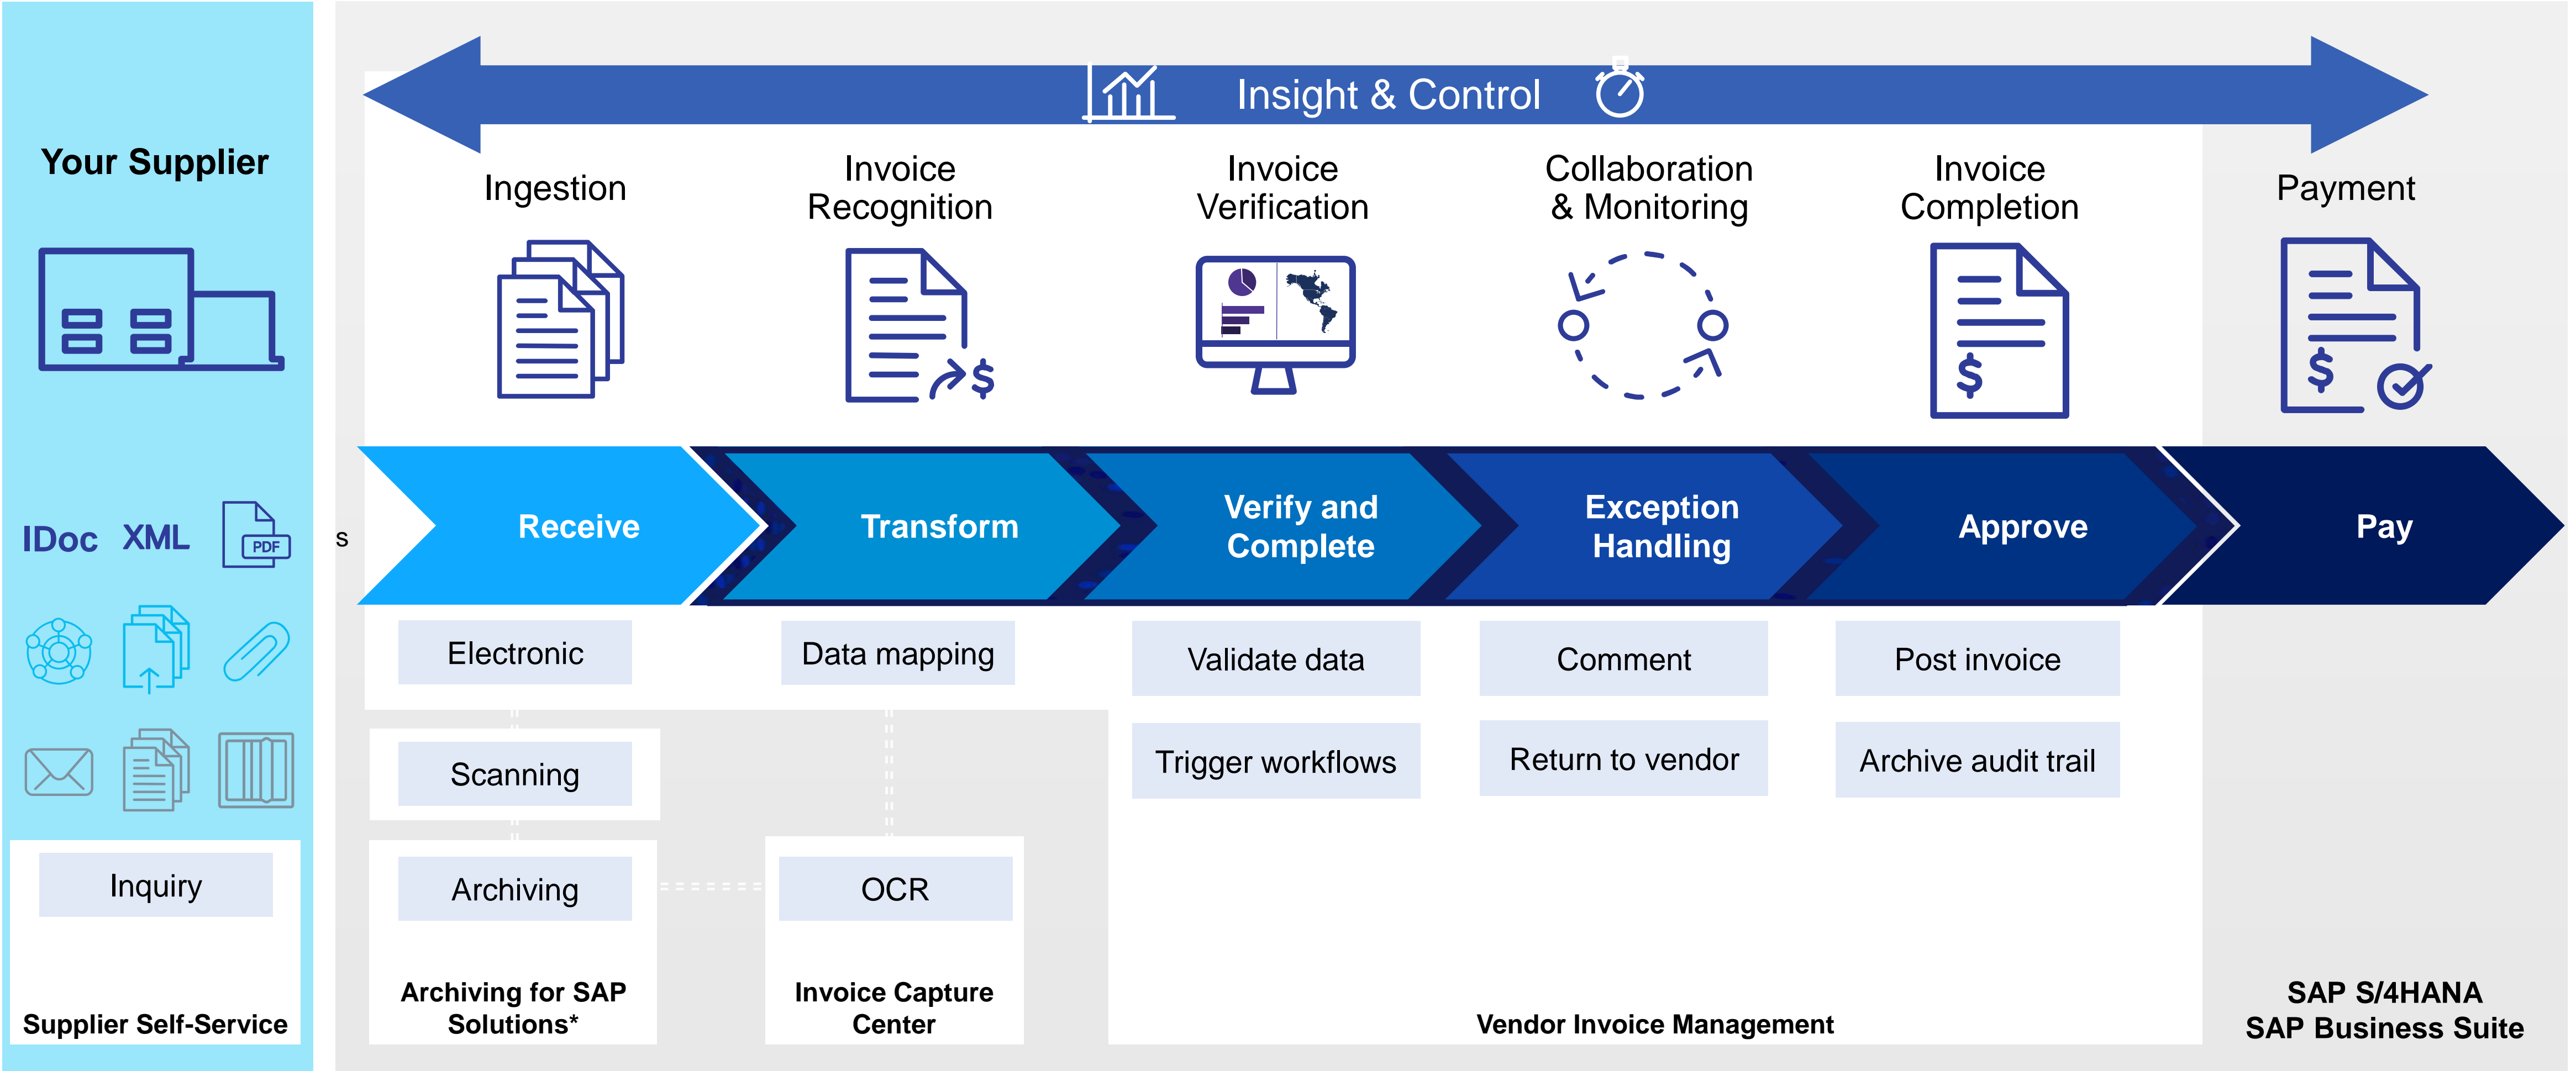 Insight & Control
Your Supplier
Ingestion
Invoice
Recognition
Invoice
Verification
Collaboration
& Monitoring
Invoice
Completion
Payment
$
$
$
IDoc
XML
PDF
s
Receive
Transform
Verify and
Complete
Exception
Handling
Approve
Pay
Electronic
Data mapping
Validate data
Comment
Post invoice
Scanning
Trigger workflows
Return to vendor
Archive audit trail
Inquiry
Archiving
OCR
Supplier Self-Service
Archiving for SAP
Solutions*
Invoice Capture
Center
Vendor Invoice Management
SAP S/4HANA
SAP Business Suite